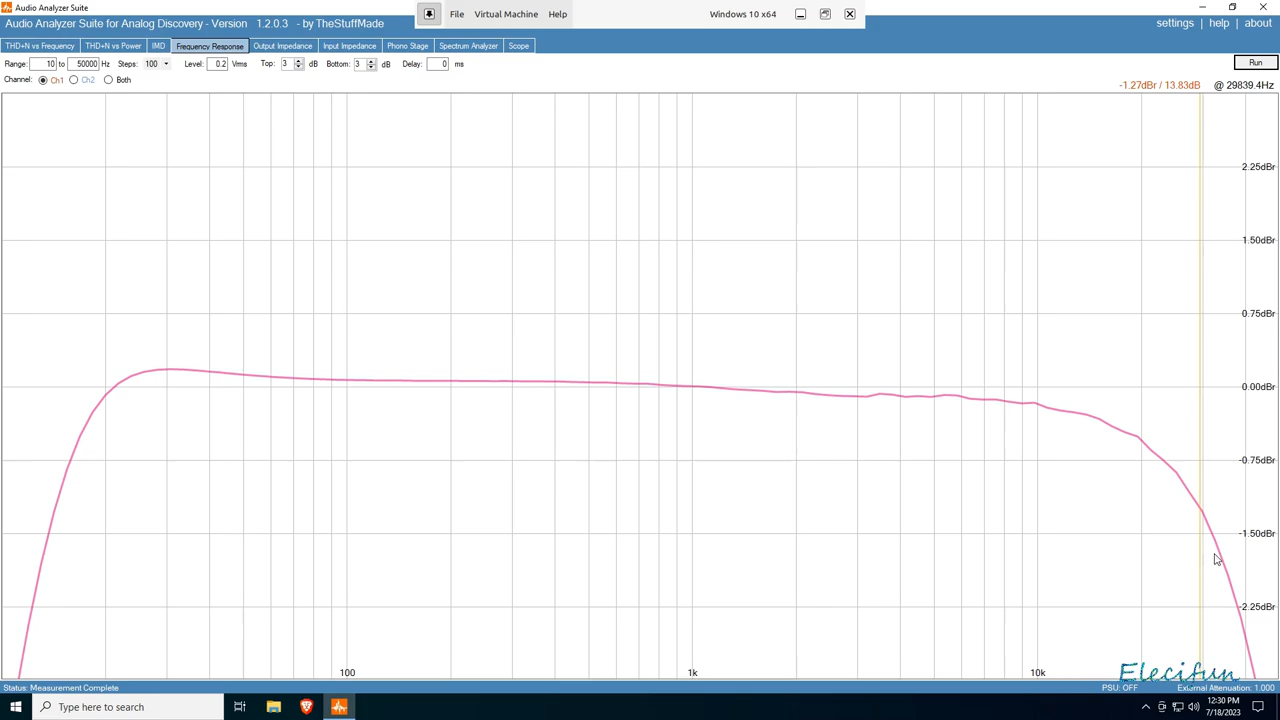 Audio Analyzer Suite
File Virtual Machine Help Windows 10 x64
Audio Analyzer Suite for Analog Discovery - Version 1.2.0.3 - by TheStuffMade
settings | help | about
THD+N vs Frequency THD+N vs Power IMD Frequency Response Output Impedance Input Impedance Phono Stage Spectrum Analyzer Scope
Range: 10 to 50000 Hz Steps: 100 Level: 0.2 Vrms Top: 3 dB Bottom: 3 dB Delay: 0 ms Run
Channel: Ch1 Ch2 Both
-1.27dBr / 13.83dB @ 29839.4Hz
2.25dBr
1.50dBr
0.75dBr
0.00dBr
-0.75dBr
-1.50dBr
-2.25dBr
100 1k 10k
Elecifun
Status: Measurement Complete PSU: OFF External Attenuation: 1.000
Type here to search
12:30 PM
7/18/2023